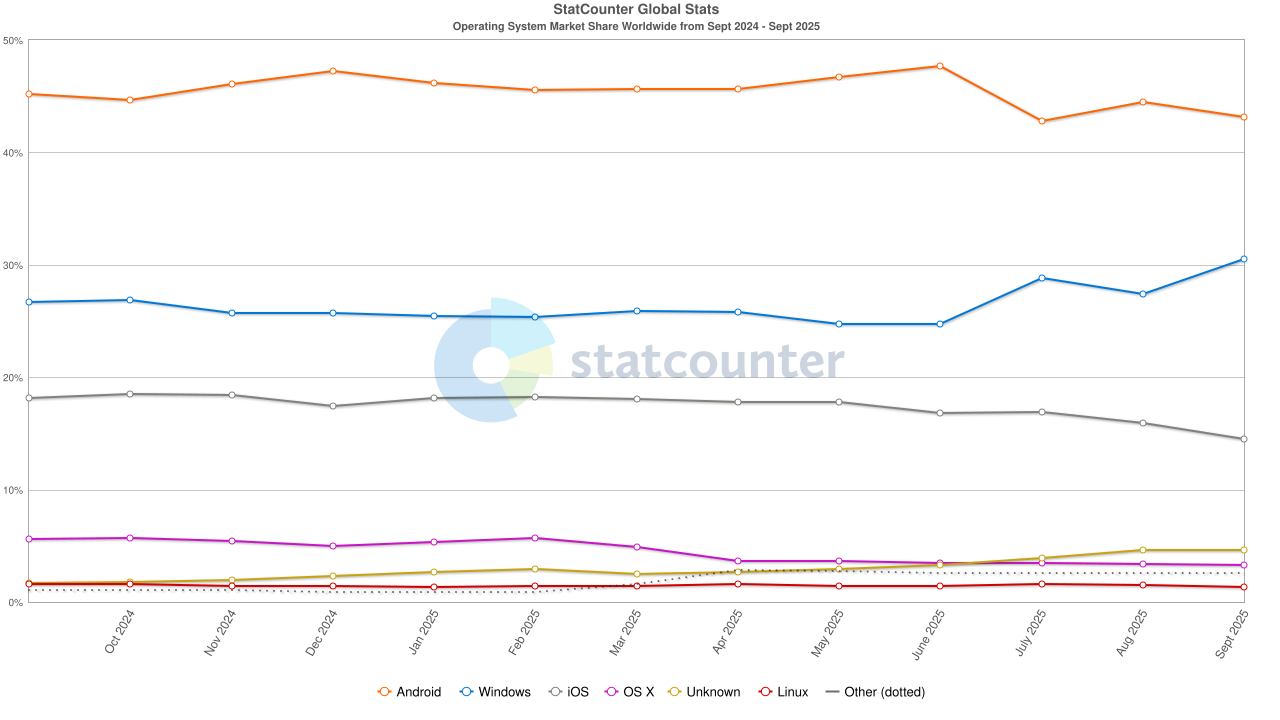 StatCounter Global Stats
Operating System Market Share Worldwide from Sept 2024 - Sept 2025
50%
40%
30%
20%
10%
0%
statcounter
Oct 2024
Nov 2024
Dec 2024
Jan 2025
Feb 2025
Mar 2025
Apr 2025
May 2025
June 2025
July 2025
Aug 2025
Sept 2025
Android Windows iOS OS X Unknown Linux Other (dotted)